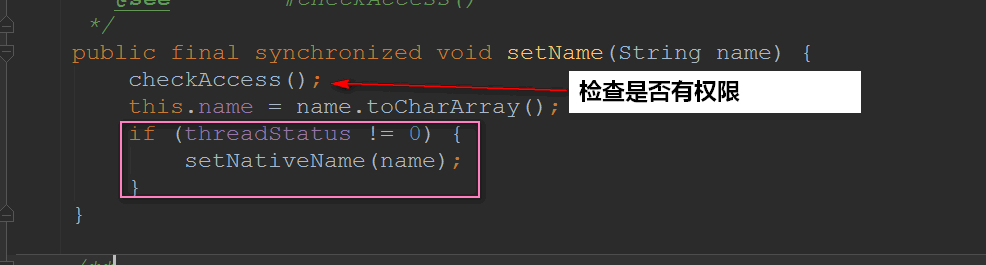 @see #checkAccess()
*/
public final synchronized void setName(String name) {
checkAccess();
检查是否有权限
this.name = name.toCharArray();
if (threadStatus != 0) {
setNativeName(name);
}
}
/**